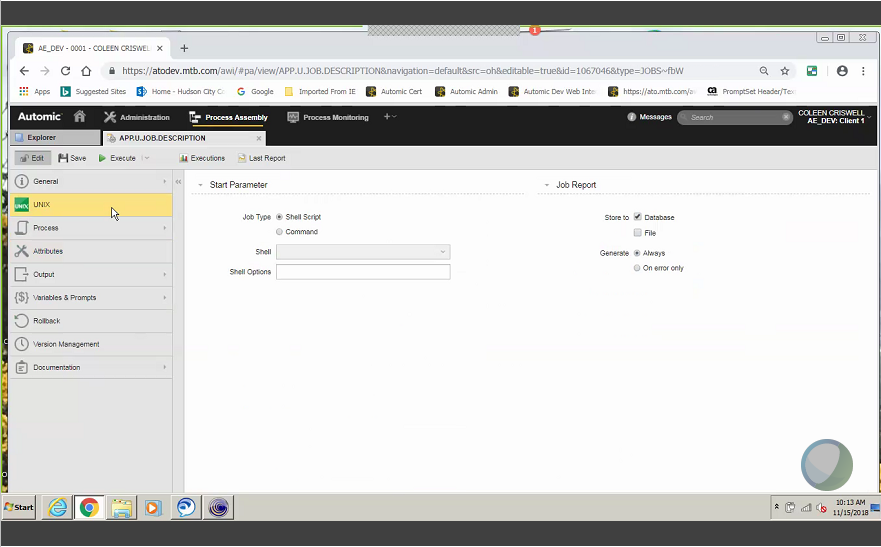 1
AE_DEV - 0001 - COLEEN CRISWEL
https://atodev.mtb.com/awi/#pa/view/APP.U.JOB.DESCRIPTION&navigation=default&src=oh&editable=true&id=1067046&type=JOBS~fbW
Apps Suggested Sites Home - Hudson City Co Google Imported From IE Automic Cert Automic Admin Automic Dev Web Inter https://ato.mtb.com/aw PromptSet Header/Tex
Automic Administration Process Assembly Process Monitoring Messages Search COLEEN CRISWELL
AE_DEV: Client 1
Explorer APP.U.JOB.DESCRIPTION
Edit Save Execute Executions Last Report
General
UNIX
UNIX
Process
Attributes
Output
{$} Variables & Prompts
Rollback
Version Management
Documentation
Start Parameter
Job Type Shell Script
Command
Shell
Shell Options
Job Report
Store to Database
File
Generate Always
On error only
Start
10:13 AM
11/15/2018